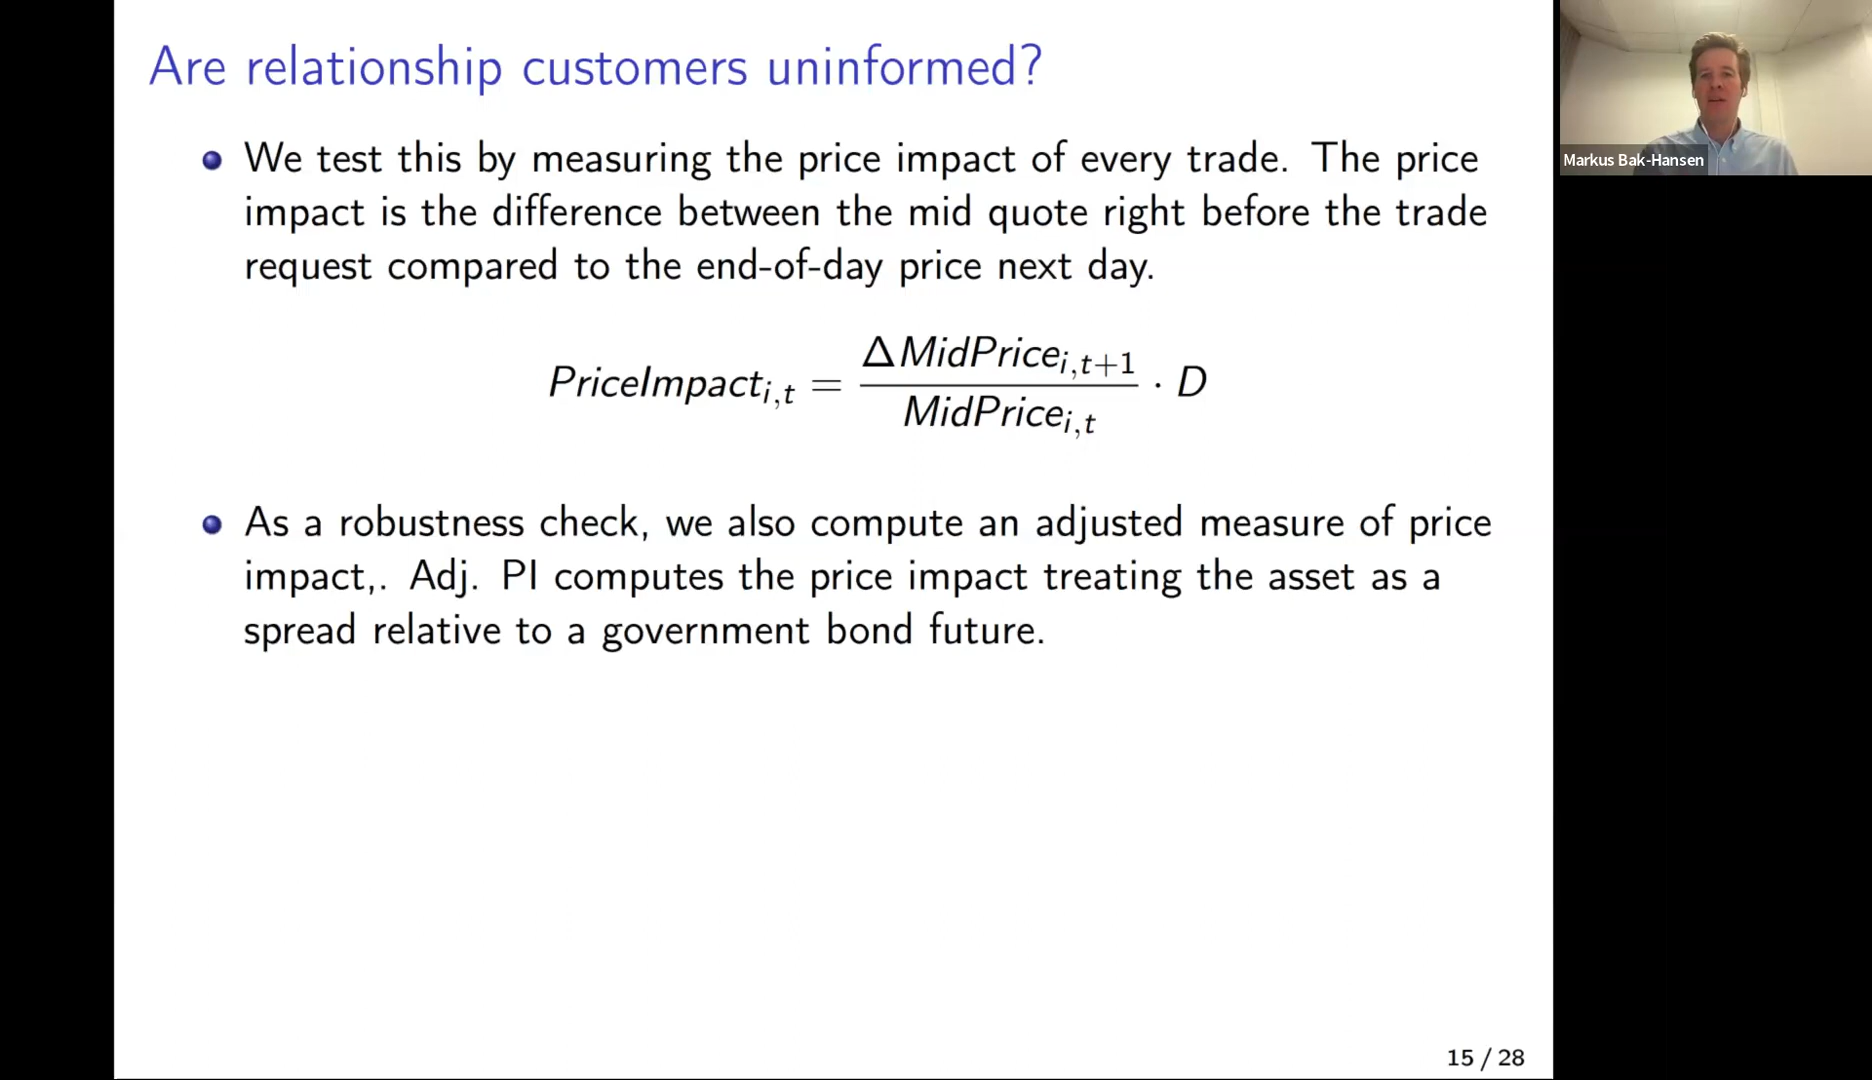 Are relationship customers uninformed?
Markus Bak-Hansen
We test this by measuring the price impact of every trade. The price
impact is the difference between the mid quote right before the trade
request compared to the end-of-day price next day.
PriceImpact_{i,t} = \frac{ΔMidPrice_{i,t+1}}{MidPrice_{i,t}} · D
As a robustness check, we also compute an adjusted measure of price
impact,. Adj. PI computes the price impact treating the asset as a
spread relative to a government bond future.
15 / 28